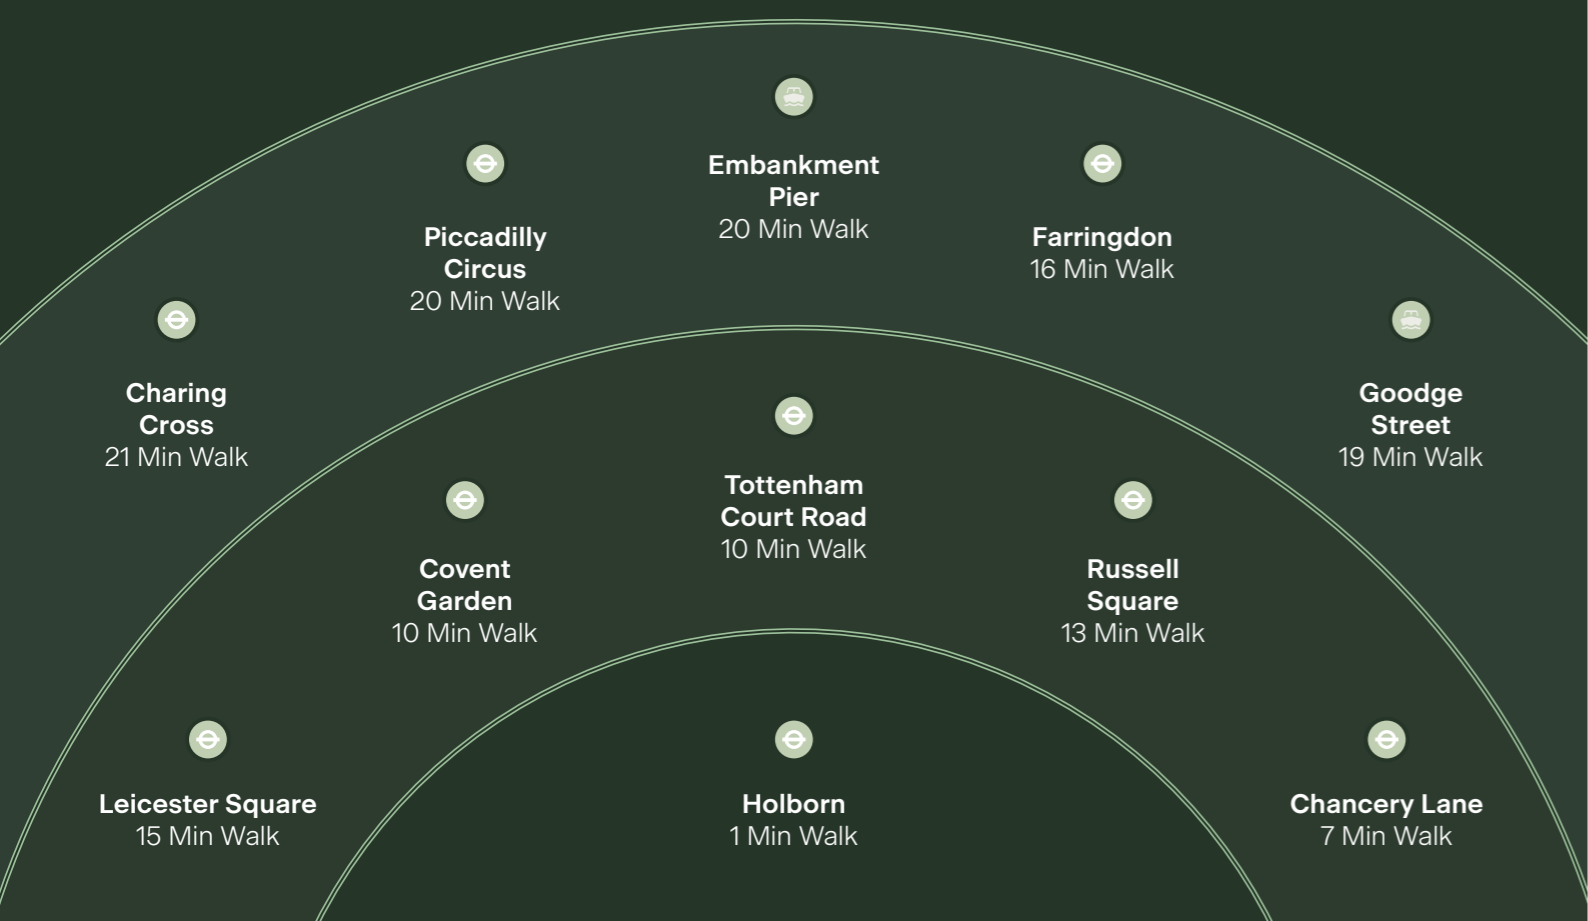 Embankment
Pier
20 Min Walk
Piccadilly
Circus
20 Min Walk
Farringdon
16 Min Walk
Charing
Cross
21 Min Walk
Goodge
Street
19 Min Walk
Tottenham
Court Road
10 Min Walk
Covent
Garden
10 Min Walk
Russell
Square
13 Min Walk
Leicester Square
15 Min Walk
Holborn
1 Min Walk
Chancery Lane
7 Min Walk